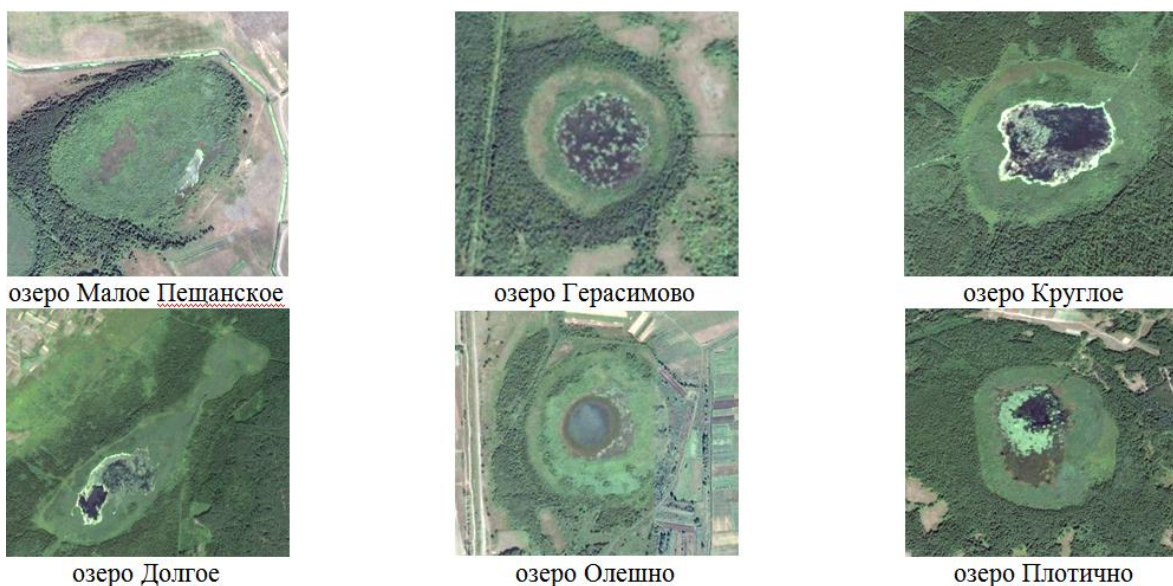 озеро Малое Пещанское
озеро Герасимово
озеро Круглое
озеро Долгое
озеро Олешно
озеро Плотично